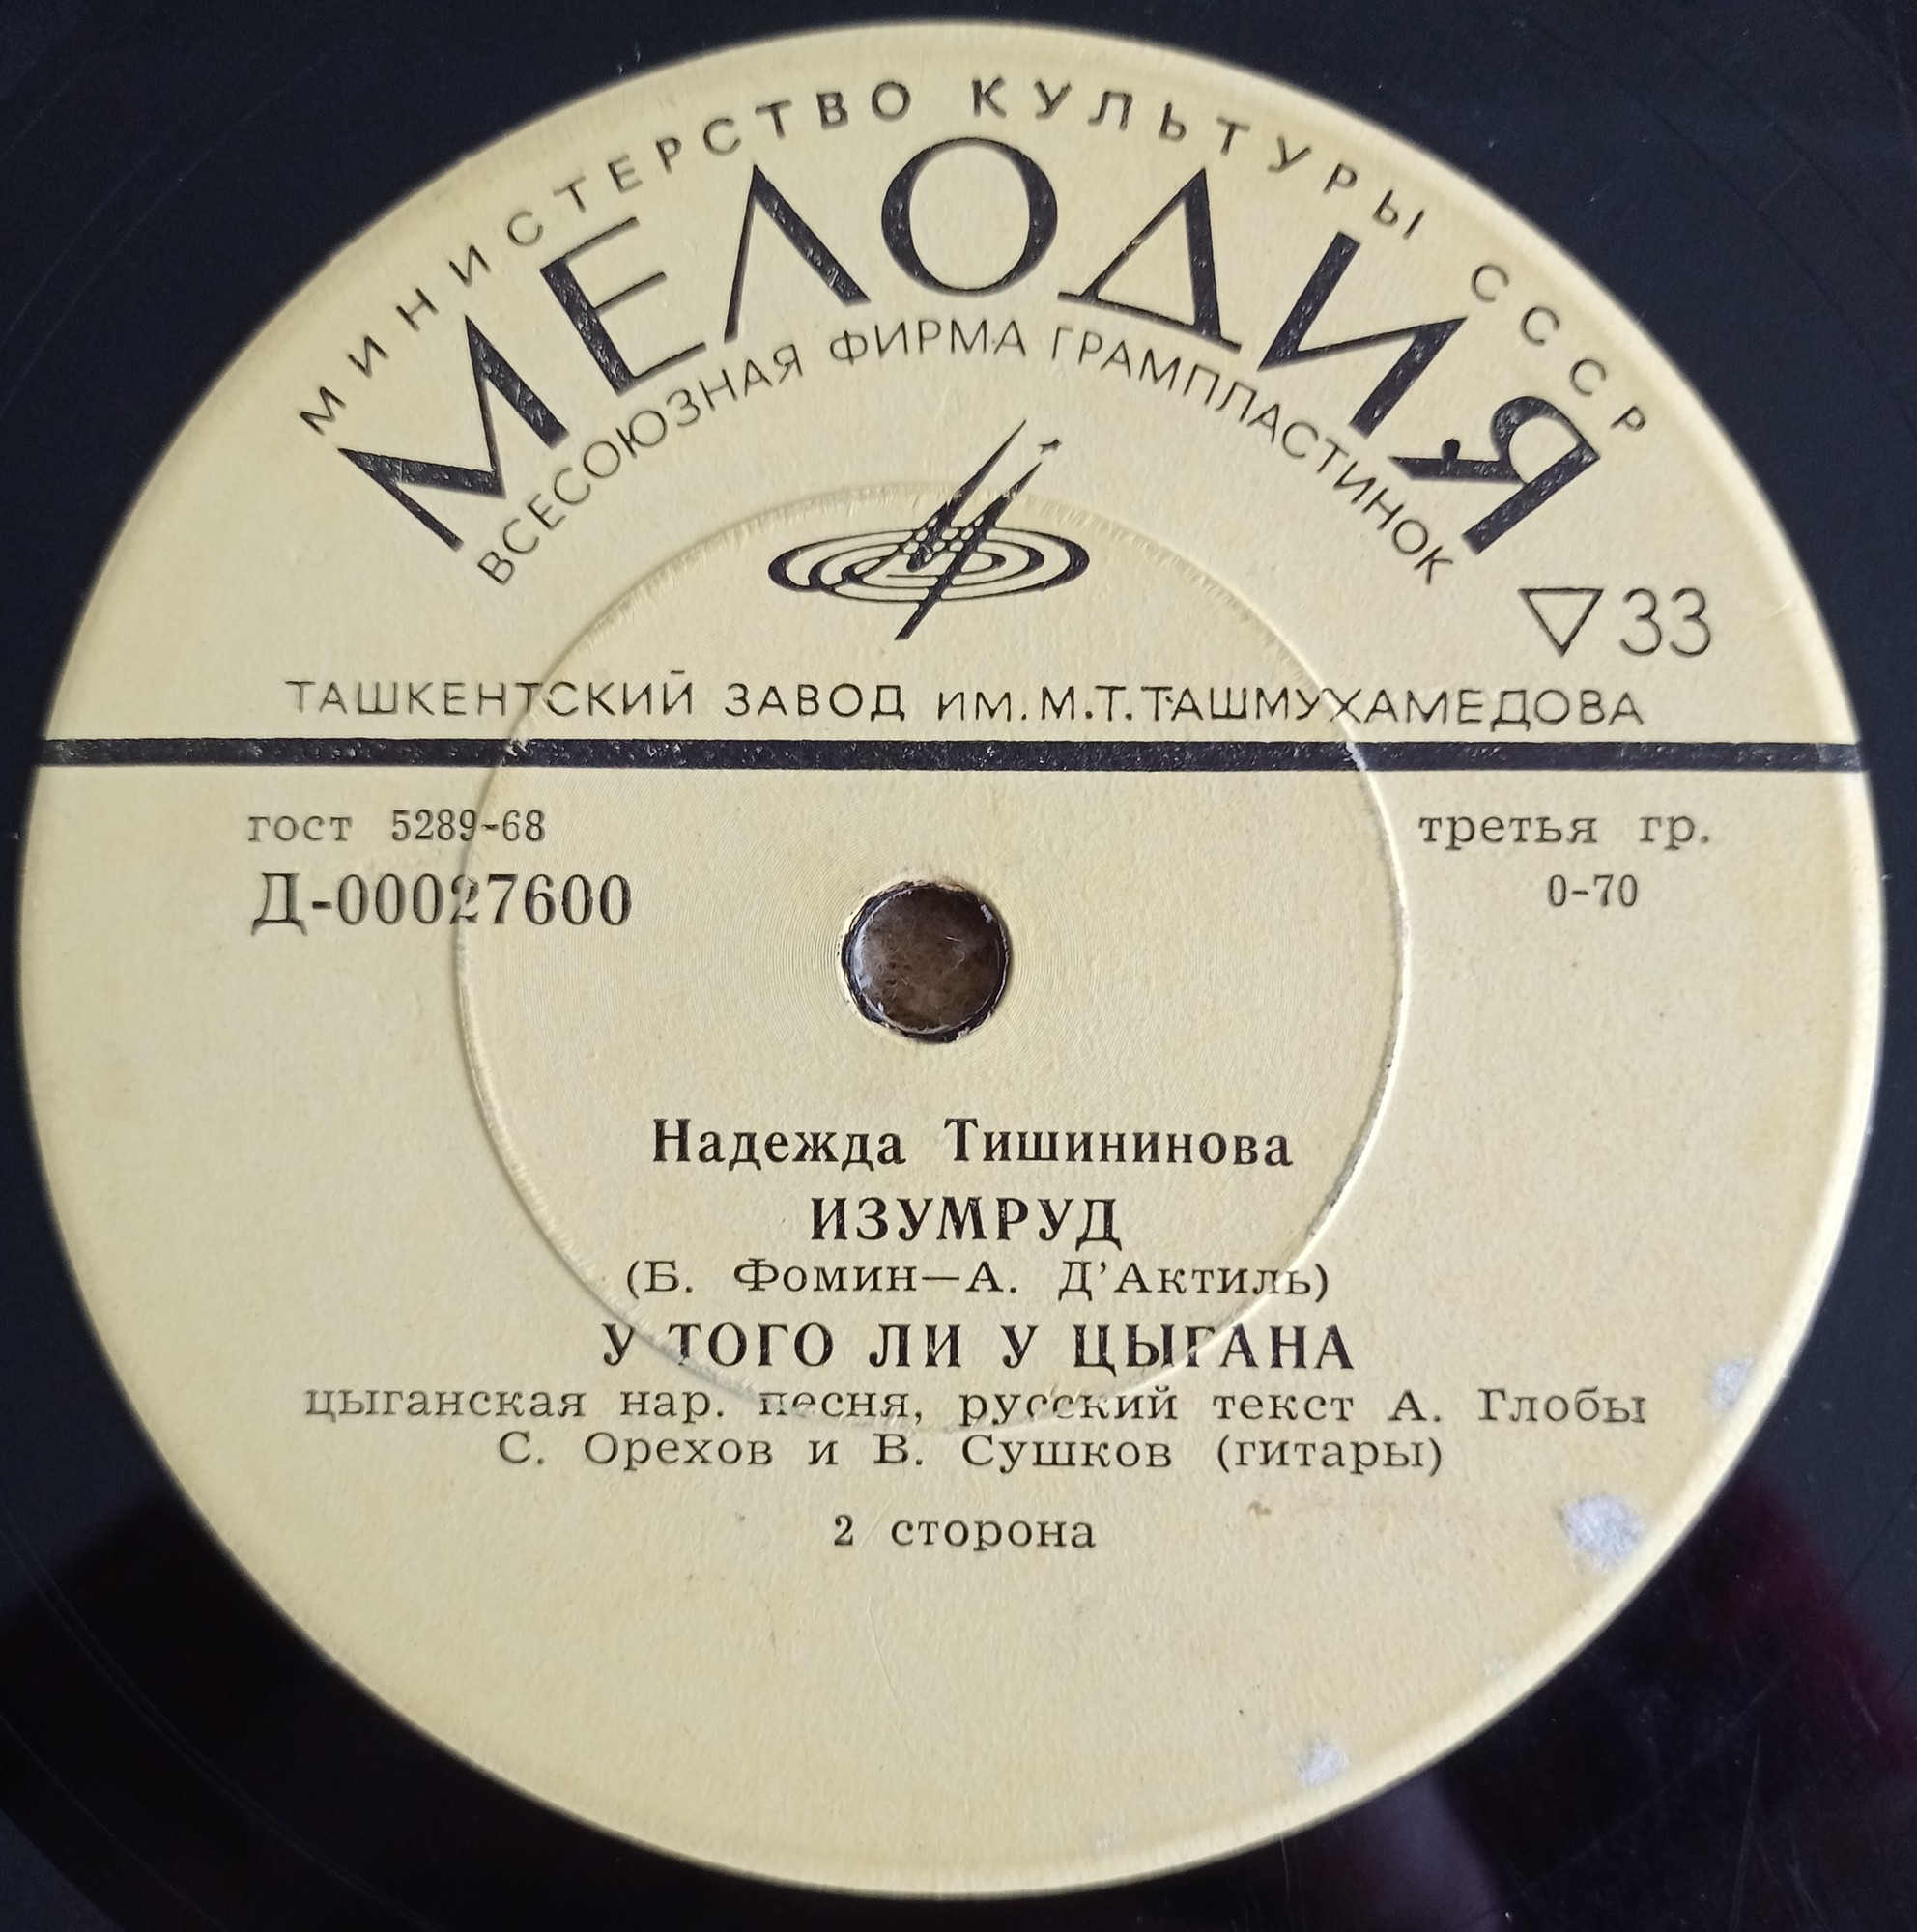 МИНИСТЕРСТВО КУЛЬТУРЫ СССР
МЕЛОДИЯ
ВСЕСОЮЗНАЯ ФИРМА ГРАМПЛАСТИНОК
33
ТАШКЕНТСКИЙ ЗАВОД ИМ. М.Т.ТАШМУХАМЕДОВА
гост 5289-68
третья гр.
Д-00027600
0-70
Надежда Тишининова
ИЗУМРУД
(Б. Фомин—А. Д’Актиль)
У ТОГО ЛИ У ЦЫГАНА
цыганская нар. песня, русский текст А. Глобы
С. Орехов и В. Сушков (гитары)
2 сторона